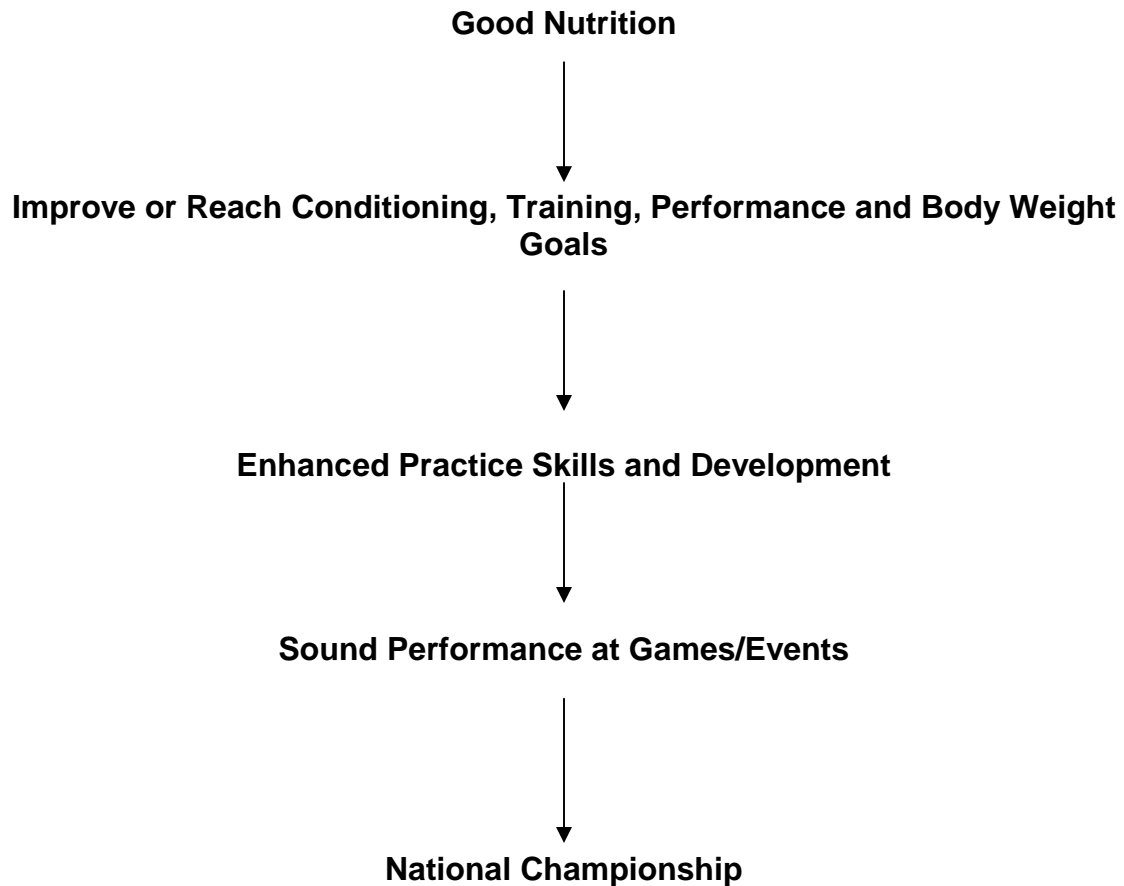 Good Nutrition
Improve or Reach Conditioning, Training, Performance and Body Weight
Goals
Enhanced Practice Skills and Development
Sound Performance at Games/Events
National Championship